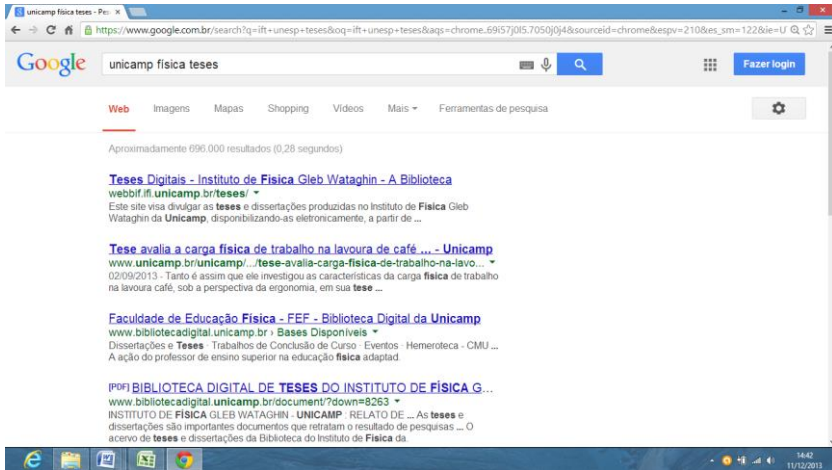 unicamp física teses - Pes
https://www.google.com.br/search?q=ift+unesp+teses&oq=ift+unesp+teses&aqs=chrome..69i57j0l5.7050j0j4&sourceid=chrome&espv=210&es_sm=122&ie=U
Google
unicamp física teses
Fazer login
Web Imagens Mapas Shopping Vídeos Mais Ferramentas de pesquisa
Aproximadamente 696.000 resultados (0,28 segundos)
Teses Digitais - Instituto de Física Gleb Wataghin - A Biblioteca
webbif.ifi.unicamp.br/teses/
Este site visa divulgar as teses e dissertações produzidas no Instituto de Física Gleb
Wataghin da Unicamp, disponibilizando-as eletronicamente, a partir de ...
Tese avalia a carga física de trabalho na lavoura de café ... - Unicamp
www.unicamp.br/unicamp/.../tese-avalia-carga-fisica-de-trabalho-na-lavo...
02/09/2013 - Tanto é assim que ele investigou as características da carga física de trabalho
na lavoura café, sob a perspectiva da ergonomia, em sua tese ...
Faculdade de Educação Física - FEF - Biblioteca Digital da Unicamp
www.bibliotecadigital.unicamp.br › Bases Disponíveis
Dissertações e Teses · Trabalhos de Conclusão de Curso · Eventos · Hemeroteca - CMU ...
A ação do professor de ensino superior na educação física adaptad.
[PDF] BIBLIOTECA DIGITAL DE TESES DO INSTITUTO DE FÍSICA G...
www.bibliotecadigital.unicamp.br/document/?down=8263
INSTITUTO DE FÍSICA GLEB WATAGHIN - UNICAMP : RELATO DE ... As teses e
dissertações são importantes documentos que retratam o resultado de pesquisas ... O
acervo de teses e dissertações da Biblioteca do Instituto de Física da.
14:42
11/12/2013